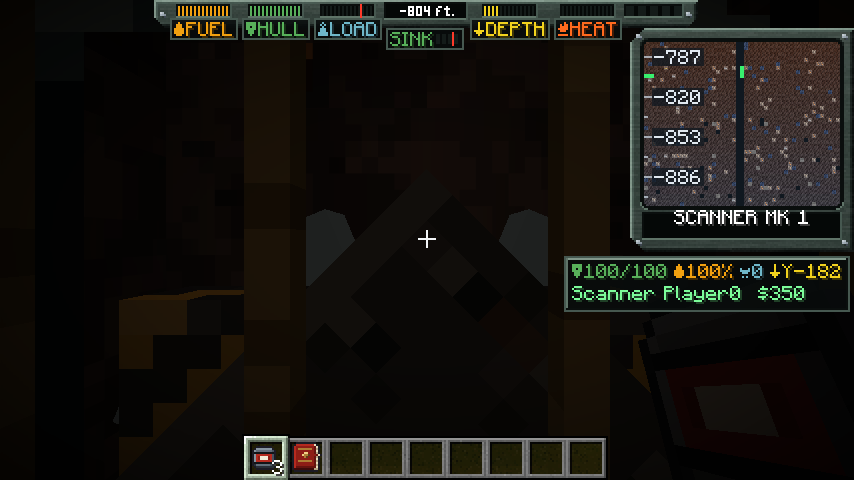 -804 ft.
FUEL HULL LOAD SINK DEPTH HEAT
-787
-820
-853
-886
SCANNER MK 1
100/100 100% 0 Y-182
Scanner Player0 $350
3